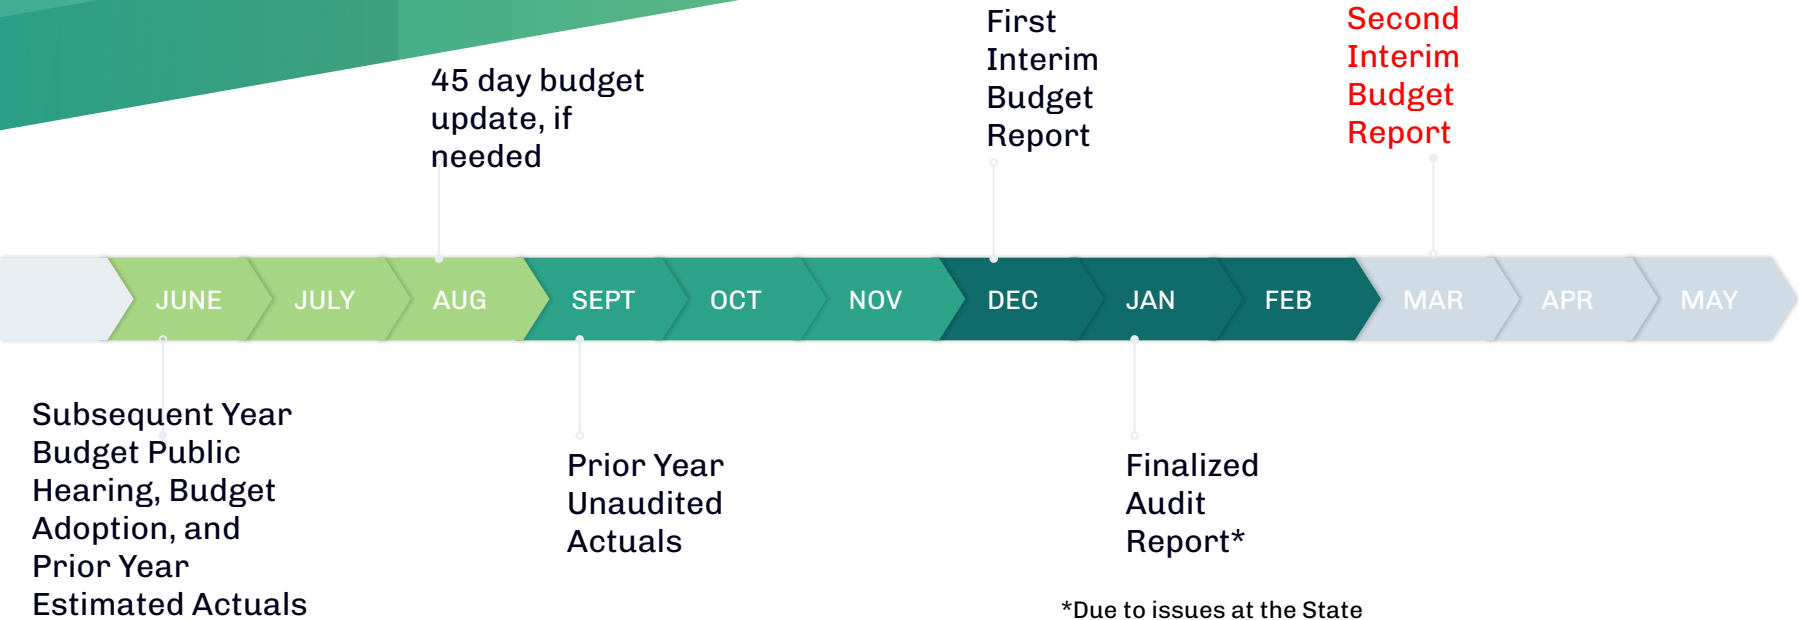 45 day budget
update, if
needed
First
Interim
Budget
Report
Second
Interim
Budget
Report
JUNE
JULY
AUG
SEPT
OCT
NOV
DEC
JAN
FEB
MAR
APR
MAY
Subsequent Year
Budget Public
Hearing, Budget
Adoption, and
Prior Year
Estimated Actuals
Prior Year
Unaudited
Actuals
Finalized
Audit
Report*
*Due to issues at the State